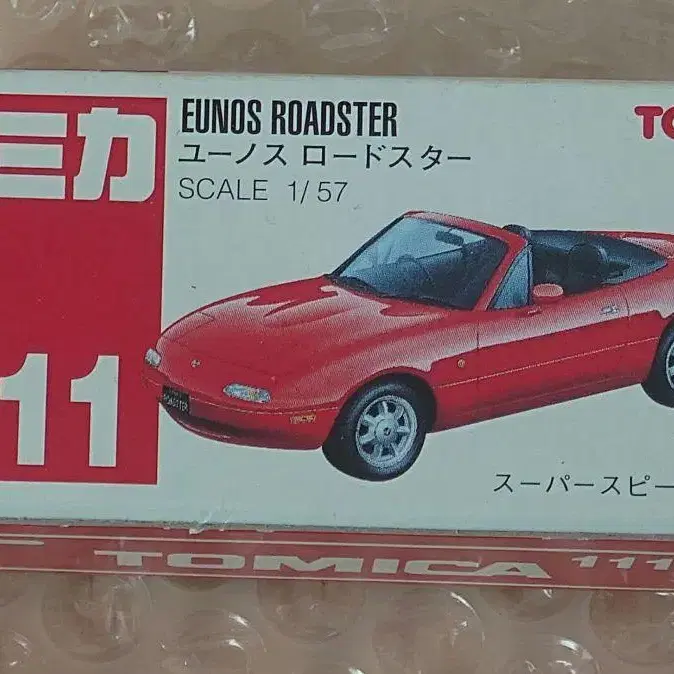 ミカ
EUNOS ROADSTER
ユーノス ロードスター
SCALE 1/57
TO
11
ROADSTER
スーパースピー
TOMICA 111